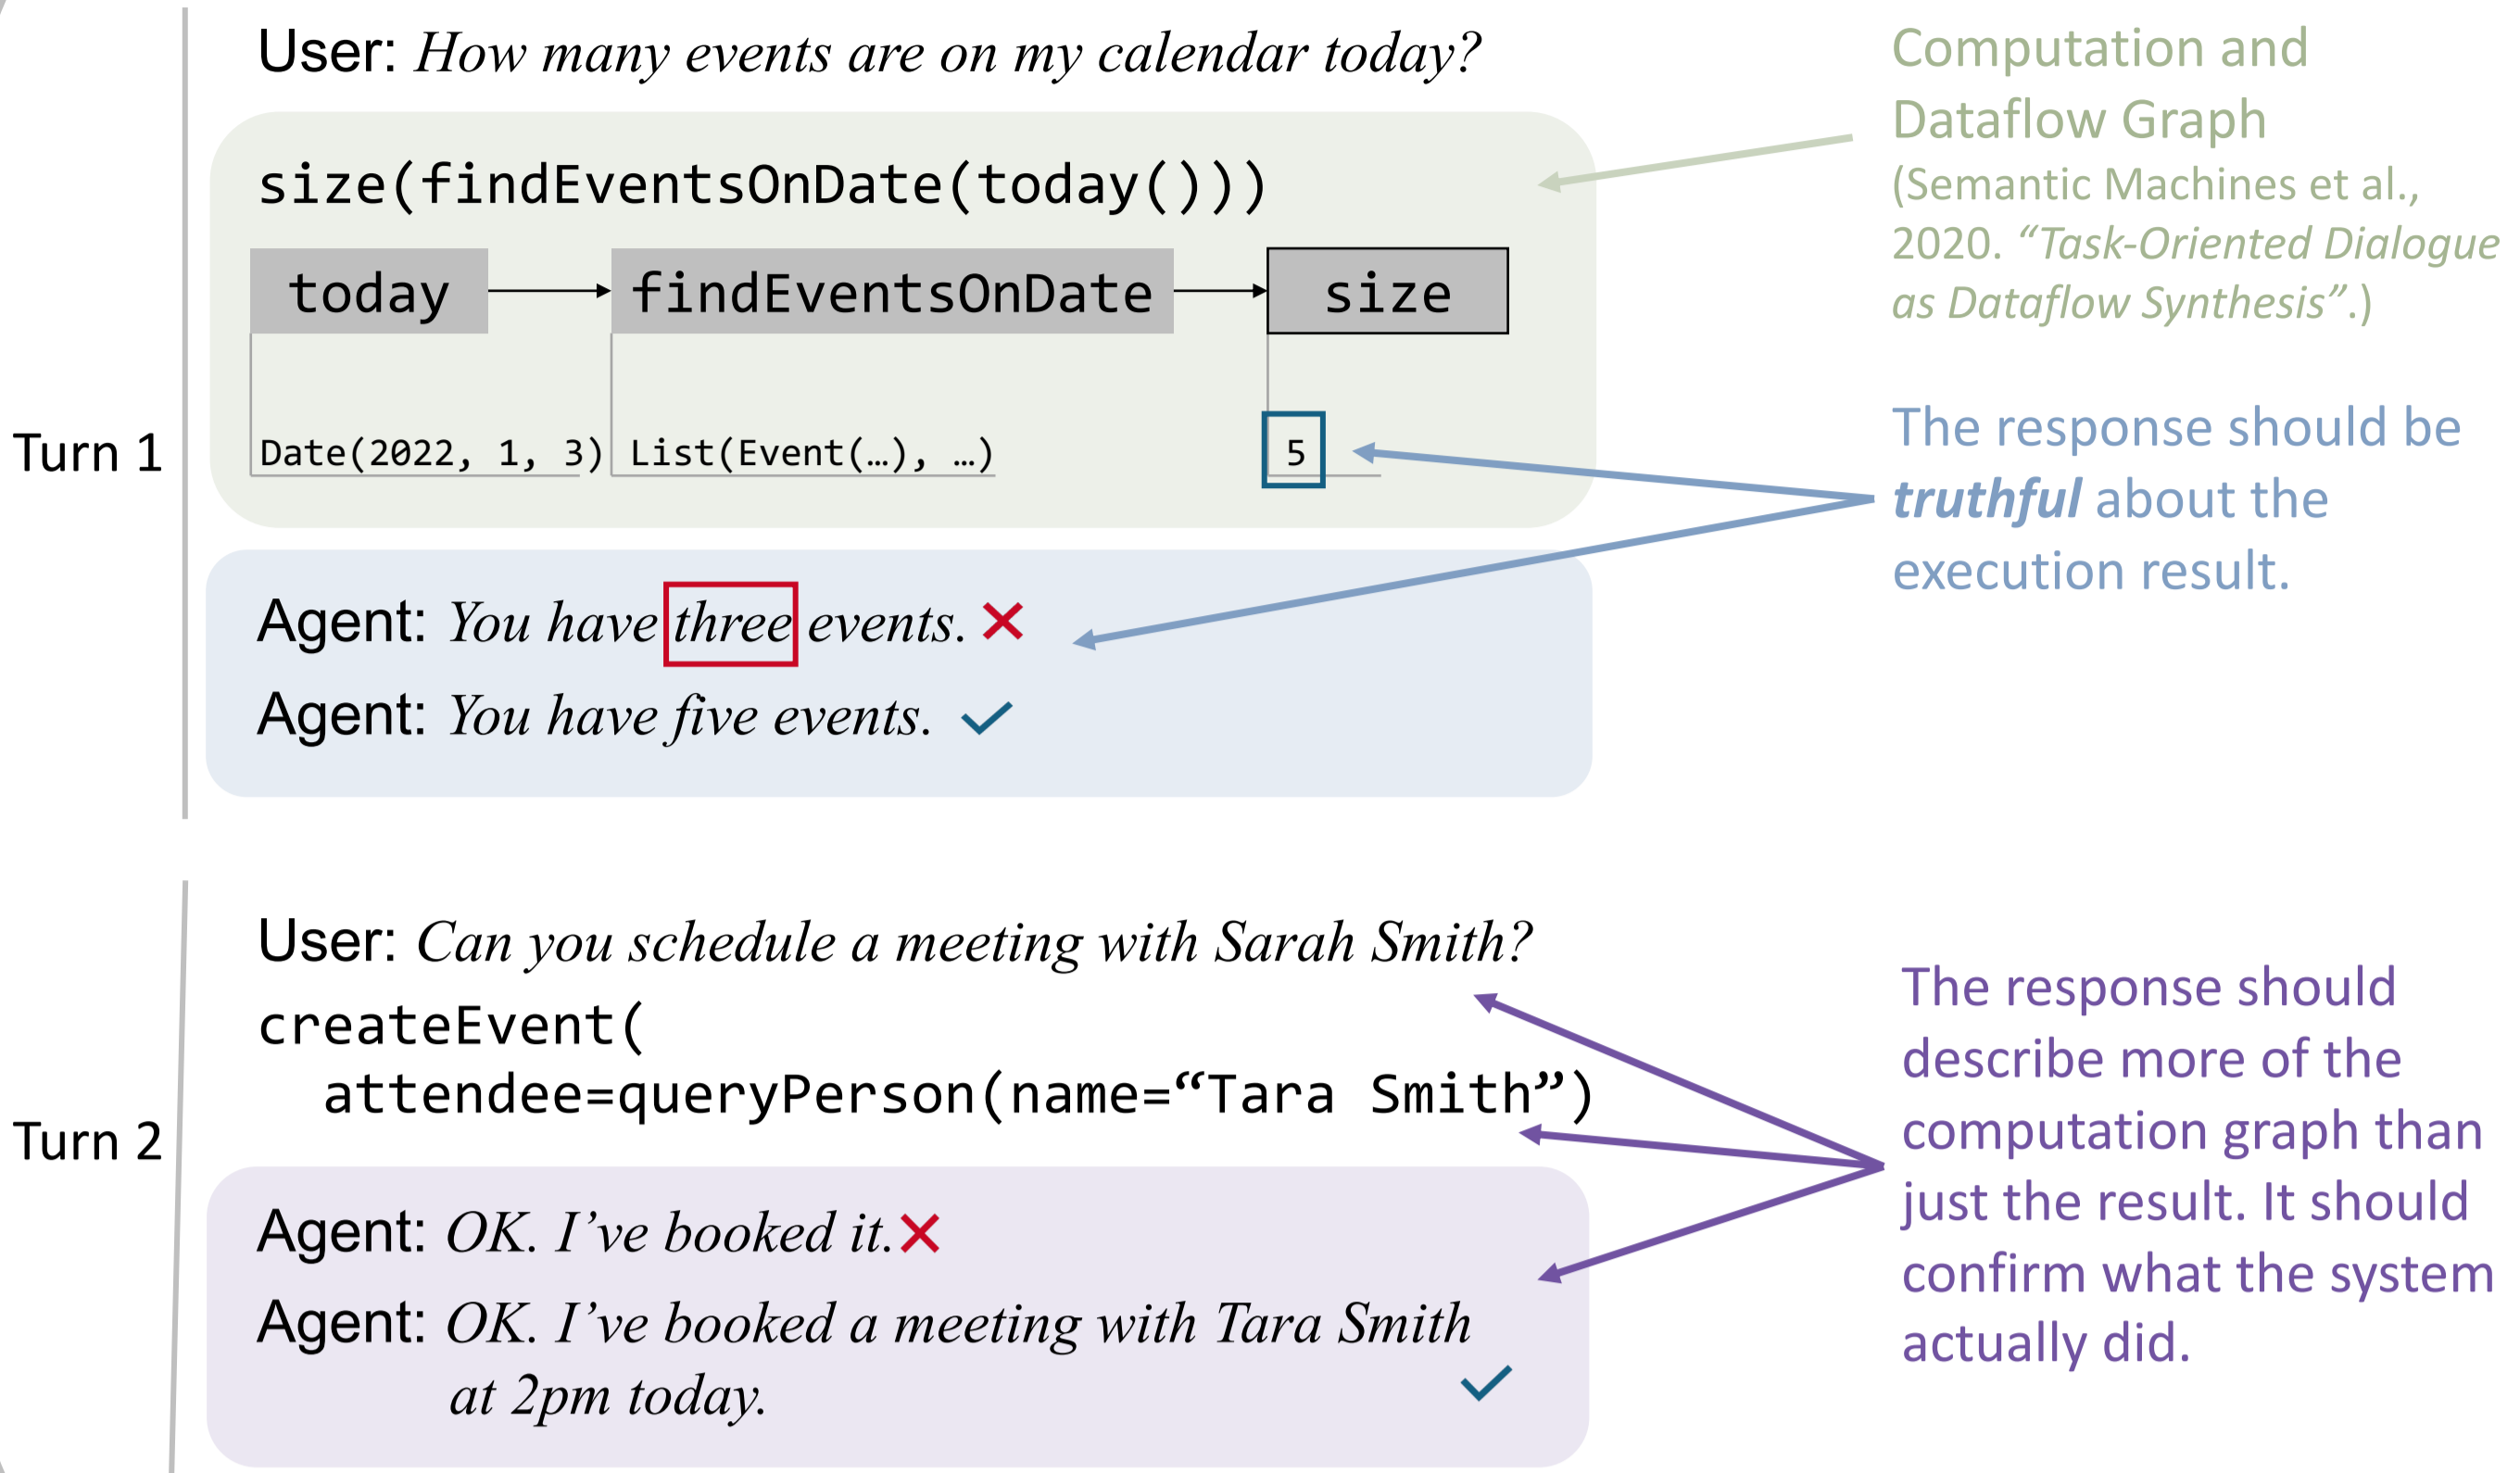 User: How many events are on my calendar today?
Computation and
Dataflow Graph
(Semantic Machines et al.,
2020. “Task-Oriented Dialogue
as Dataflow Synthesis”.)
size(findEventsOnDate(today()))
today
findEventsOnDate
size
Turn 1
Date(2022, 1, 3)
List(Event(…), …)
5
The response should be
truthful about the
execution result.
Agent: You have three events.
Agent: You have five events.
Turn 2
User: Can you schedule a meeting with Sarah Smith?
createEvent(
attendee=queryPerson(name=“Tara Smith”)
Agent: OK. I’ve booked it.
Agent: OK. I’ve booked a meeting with Tara Smith
at 2pm today.
The response should
describe more of the
computation graph than
just the result. It should
confirm what the system
actually did.